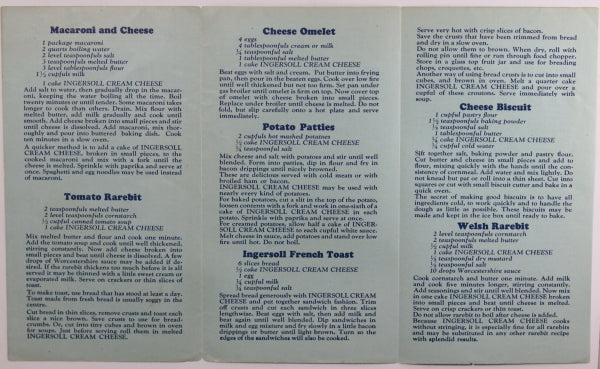 Macaroni and Cheese
1 package macaroni
2 quarts boiling water
2 level teaspoonfuls salt
3 teaspoonfuls melted butter
3 level tablespoonfuls flour
1½ cupfuls milk
1 cake INGERSOLL CREAM CHEESE
Add salt to water, then gradually drop in the macaroni, keeping the water boiling all the time. Boil
twenty minutes or until tender. Some macaroni takes
longer to cook than others. Drain. Mix flour with
melted butter, add milk gradually and cook until
smooth. Add cheese broken into small pieces and stir
until cheese is dissolved. Add macaroni, mix thoroughly and pour into buttered baking dish. Cook
ten minutes in slow oven.
A quicker method is to add a cake of INGERSOLL
CREAM CHEESE, broken in small pieces, to the
cooked macaroni and mix with a fork until the
cheese is melted. Sprinkle with paprika and serve at
once. Spaghetti and egg noodles may be used instead
of macaroni.
Tomato Rarebit
2 teaspoonfuls melted butter
2 level teaspoonfuls cornstarch
½ cupful canned tomato soup
1 cake INGERSOLL CREAM CHEESE
Mix melted butter and flour and cook one minute.
Add the tomato soup and cook until well thickened,
stirring constantly. Now add cheese broken into
small pieces and beat until cheese is dissolved. A few
drops of Worcestershire sauce may be added if desired. If the rarebit thickens too much before it is all
served it may be thinned with a little sweet cream or
evaporated milk. Serve on crackers or thin slices of
toast.
To make toast, use bread that has stood at least a day.
Toast made from fresh bread is usually soggy in the
centre.
Cut bread in thin slices, remove crusts and toast each
slice a nice brown. Save crusts to use for breadcrumbs. Or, cut into tiny cubes and brown in oven
for soups. Just before serving roll them in melted
INGERSOLL CREAM CHEESE.
Cheese Omelet
4 eggs
4 tablespoonfuls cream or milk
¼ teaspoonful salt
1 tablespoonful melted butter
1 cake INGERSOLL CREAM CHEESE
Beat eggs with salt and cream. Put butter into frying
pan, then pour in the beaten eggs. Cook over low fire
until well thickened but not too firm. Set pan under
gas broiler until omelet is firm on top. Now cover top
of omelet with cheese broken into small pieces.
Replace under broiler until cheese is melted. Do not
fold, but slip carefully onto a hot plate and serve
immediately.
Potato Patties
2 cupfuls hot mashed potatoes
½ cake INGERSOLL CREAM CHEESE
¼ teaspoonful salt
Mix cheese and salt with potatoes and stir until well
blended. Form into patties, dip in flour and fry in
bacon drippings until nicely browned.
These are delicious served with cold meats or with
broiled ham or bacon.
INGERSOLL CREAM CHEESE may be used with
nearly every kind of potatoes.
For baked potatoes, cut a slit in the top of the potato,
loosen contents with a fork and work in one-sixth of a
cake of INGERSOLL CREAM CHEESE in each
potato. Sprinkle with paprika and serve at once.
For creamed potatoes, allow half a cake of INGERSOLL CREAM CHEESE to each cupful white sauce.
Melt cheese in sauce, add potatoes and stand over low
fire until hot. Do not boil.
Ingersoll French Toast
6 slices bread
½ cake INGERSOLL CREAM CHEESE
1 egg
¼ cupful milk
¼ teaspoonful salt
Spread bread generously with INGERSOLL CREAM
CHEESE and put together sandwich fashion. Trim
off crusts and cut each sandwich in three slices
lengthwise. Beat eggs with salt, then add milk and
beat again until well blended. Dip sandwiches in
milk and egg mixture and fry slowly in a little bacon
drippings or butter until light brown. Turn so the
edges of the sandwiches will also be cooked.
Serve very hot with crisp slices of bacon.
Save the crusts that have been trimmed from bread
and dry in a slow oven.
Do not allow them to brown. When dry, roll with
rolling pin until fine or run through food chopper.
Store in a glass top fruit jar and use for breading
chops, croquettes, etc.
Another way of using bread crusts is to cut into small
cubes, and brown in oven. Melt a quarter cake
INGERSOLL CREAM CHEESE and pour over a
cupful of these croutons. Serve immediately with
soup.
Cheese Biscuit
1 cupful pastry flour
1½ teaspoonfuls baking powder
¼ teaspoonful salt
1 tablespoonful butter
½ cake INGERSOLL CREAM CHEESE
¼ cupful cold water
Sift together salt, baking powder and pastry flour.
Cut butter and cheese in small pieces and add to
flour, mixing quickly with the hands until the consistency of cornmeal. Add water and mix lightly. Do
not knead but pat or roll into a thin sheet. Cut into
squares or cut with small biscuit cutter and bake in a
quick oven.
The secret of making good biscuits is to have all
ingredients cold, to work quickly and to handle the
dough as little as possible. These biscuits may be
made and kept in the ice box until ready to bake.
Welsh Rarebit
2 level teaspoonfuls cornstarch
2 teaspoonfuls melted butter
½ cupful milk
1 cake INGERSOLL CREAM CHEESE
¼ teaspoonful dry mustard
¼ teaspoonful salt
10 drops Worcestershire sauce
Cook cornstarch and butter one minute. Add milk
and cook five minutes longer, stirring constantly.
Add seasonings and stir until well blended. Now mix
in one cake INGERSOLL CREAM CHEESE broken
into small pieces and beat until cheese is melted.
Serve on crisp crackers or thin toast.
Do not allow rarebit to boil after cheese is added.
Because INGERSOLL CREAM CHEESE cooks
without stringing, it is especially fine for all rarebits
and may be substituted in any other rarebit recipe
with splendid results.